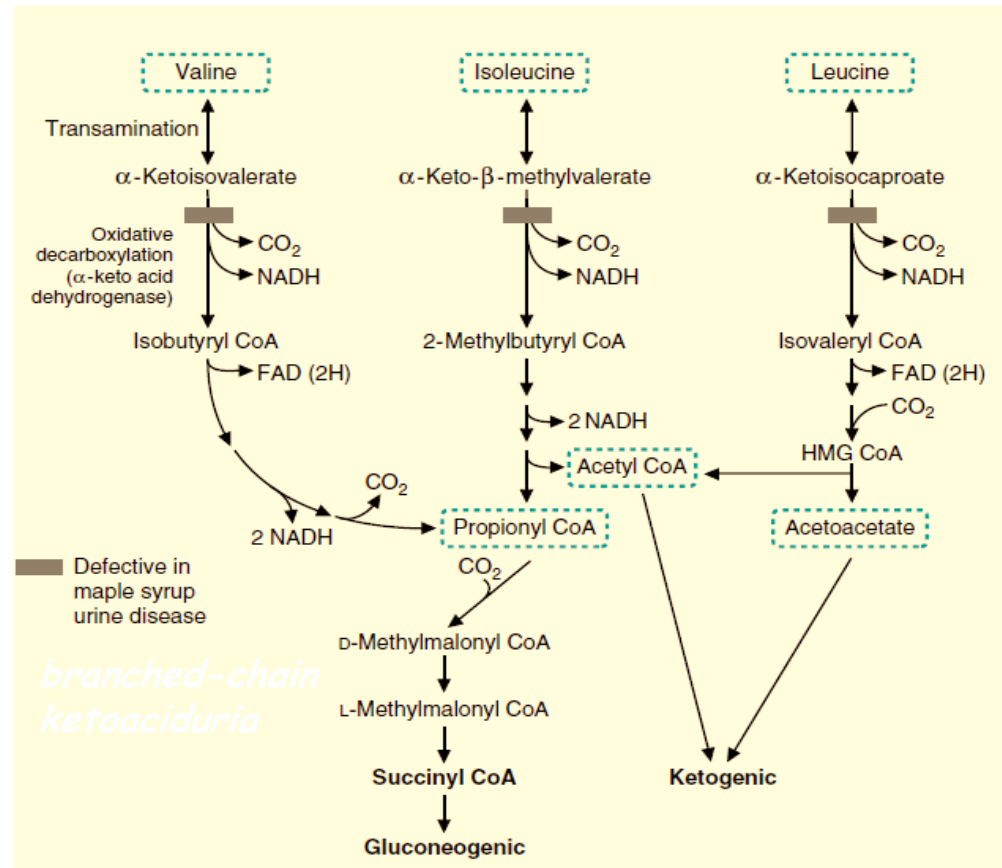 Valine
Isoleucine
Leucine
Transamination
α-Ketoisovalerate
α-Keto-β-methylvalerate
α-Ketoisocaproate
Oxidative
decarboxylation
(α-keto acid
dehydrogenase)
CO₂
NADH
CO₂
NADH
CO₂
NADH
Isobutyryl CoA
2-Methylbutyryl CoA
Isovaleryl CoA
FAD (2H)
2 NADH
FAD (2H)
CO₂
HMG CoA
Acetyl CoA
CO₂
2 NADH
Propionyl CoA
Acetoacetate
Defective in
maple syrup
urine disease
CO₂
D-Methylmalonyl CoA
branched-chain
ketoaciduria
L-Methylmalonyl CoA
Succinyl CoA
Ketogenic
Gluconeogenic